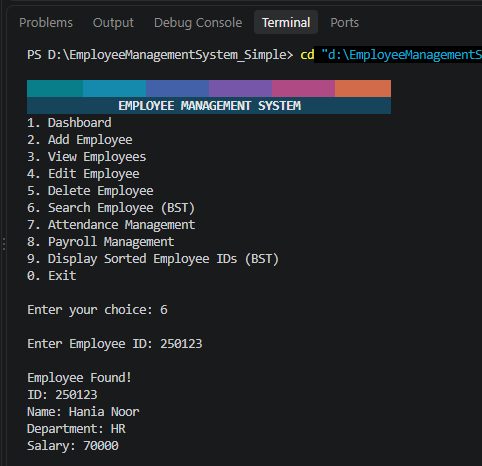 Problems Output Debug Console Terminal Ports
PS D:\EmployeeManagementSystem_Simple> cd "d:\EmployeeManagementS
EMPLOYEE MANAGEMENT SYSTEM
1. Dashboard
2. Add Employee
3. View Employees
4. Edit Employee
5. Delete Employee
6. Search Employee (BST)
7. Attendance Management
8. Payroll Management
9. Display Sorted Employee IDs (BST)
0. Exit
Enter your choice: 6
Enter Employee ID: 250123
Employee Found!
ID: 250123
Name: Hania Noor
Department: HR
Salary: 70000